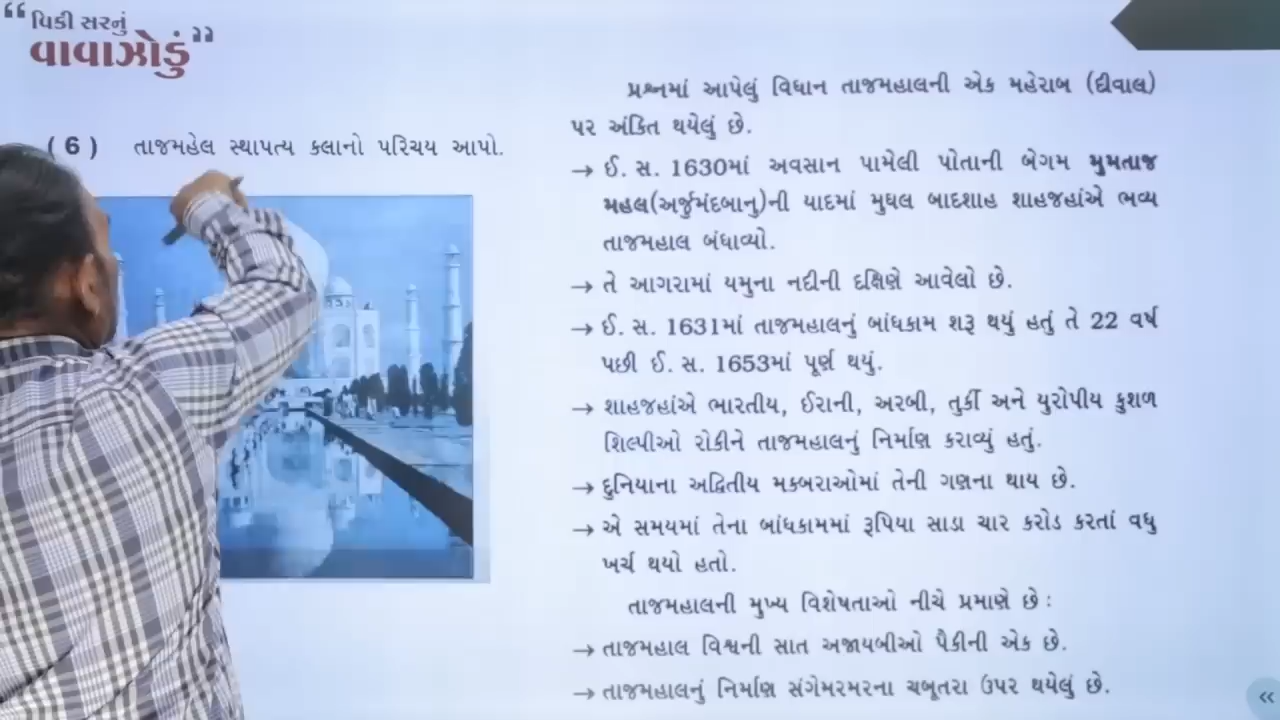 “ વિકી સરનું
વાવાઝોડું ”
( 6 ) તાજમહેલ સ્થાપત્ય કલાનો પરિચય આપો.
પ્રશ્નમાં આપેલું વિધાન તાજમહાલની એક મહેરાબ (દીવાલ)
પર અંકિત થયેલું છે.
→ ઈ. સ. 1630માં અવસાન પામેલી પોતાની બેગમ મુમતાજ
મહલ(અર્જુમંદબાનુ)ની યાદમાં મુઘલ બાદશાહ શાહજહાંએ ભવ્ય
તાજમહાલ બંધાવ્યો.
→ તે આગરામાં યમુના નદીની દક્ષિણે આવેલો છે.
→ ઈ. સ. 1631માં તાજમહાલનું બાંધકામ શરૂ થયું હતું તે 22 વર્ષ
પછી ઈ. સ. 1653માં પૂર્ણ થયું.
→ શાહજહાંએ ભારતીય, ઈરાની, અરબી, તુર્કી અને યુરોપીય કુશળ
શિલ્પીઓ રોકીને તાજમહાલનું નિર્માણ કરાવ્યું હતું.
→ દુનિયાના અદ્વિતીય મકબરાઓમાં તેની ગણના થાય છે.
→ એ સમયમાં તેના બાંધકામમાં રૂપિયા સાડા ચાર કરોડ કરતાં વધુ
ખર્ચ થયો હતો.
તાજમહાલની મુખ્ય વિશેષતાઓ નીચે પ્રમાણે છે :
→ તાજમહાલ વિશ્વની સાત અજાયબીઓ પૈકીની એક છે.
→ તાજમહાલનું નિર્માણ સંગેમરમરના ચબૂતરા ઉપર થયેલું છે.